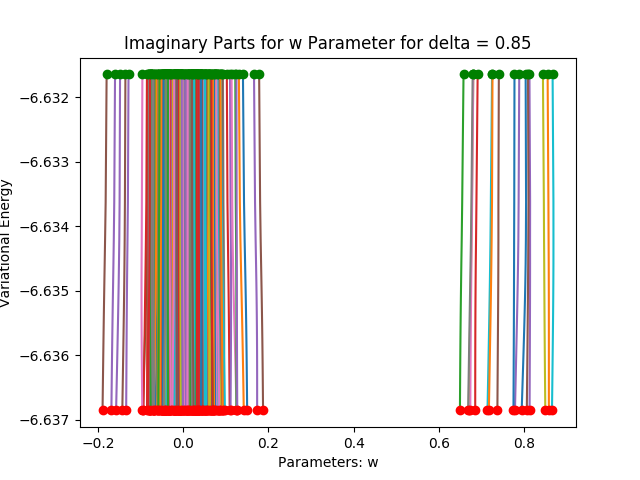 Imaginary Parts for w Parameter for delta = 0.85
Variational Energy
−6.632
−6.633
−6.634
−6.635
−6.636
−6.637
−0.2 0.0 0.2 0.4 0.6 0.8
Parameters: w